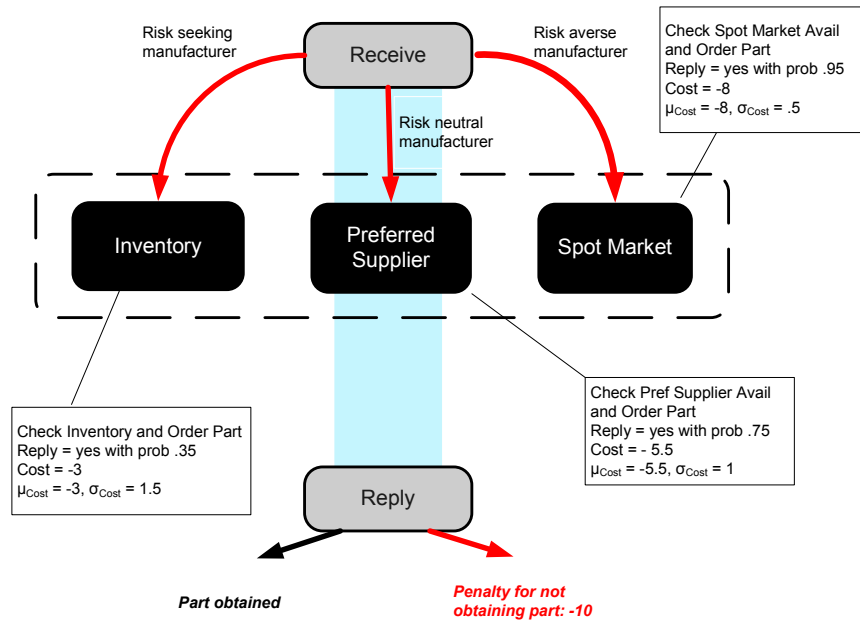 Risk seeking
manufacturer
Receive
Risk averse
manufacturer
Check Spot Market Avail
and Order Part
Reply = yes with prob .95
Cost = -8
μCost = -8, σCost = .5
Risk neutral
manufacturer
Inventory
Preferred
Supplier
Spot Market
Check Inventory and Order Part
Reply = yes with prob .35
Cost = -3
μCost = -3, σCost = 1.5
Check Pref Supplier Avail
and Order Part
Reply = yes with prob .75
Cost = - 5.5
μCost = -5.5, σCost = 1
Reply
Part obtained
Penalty for not
obtaining part: -10